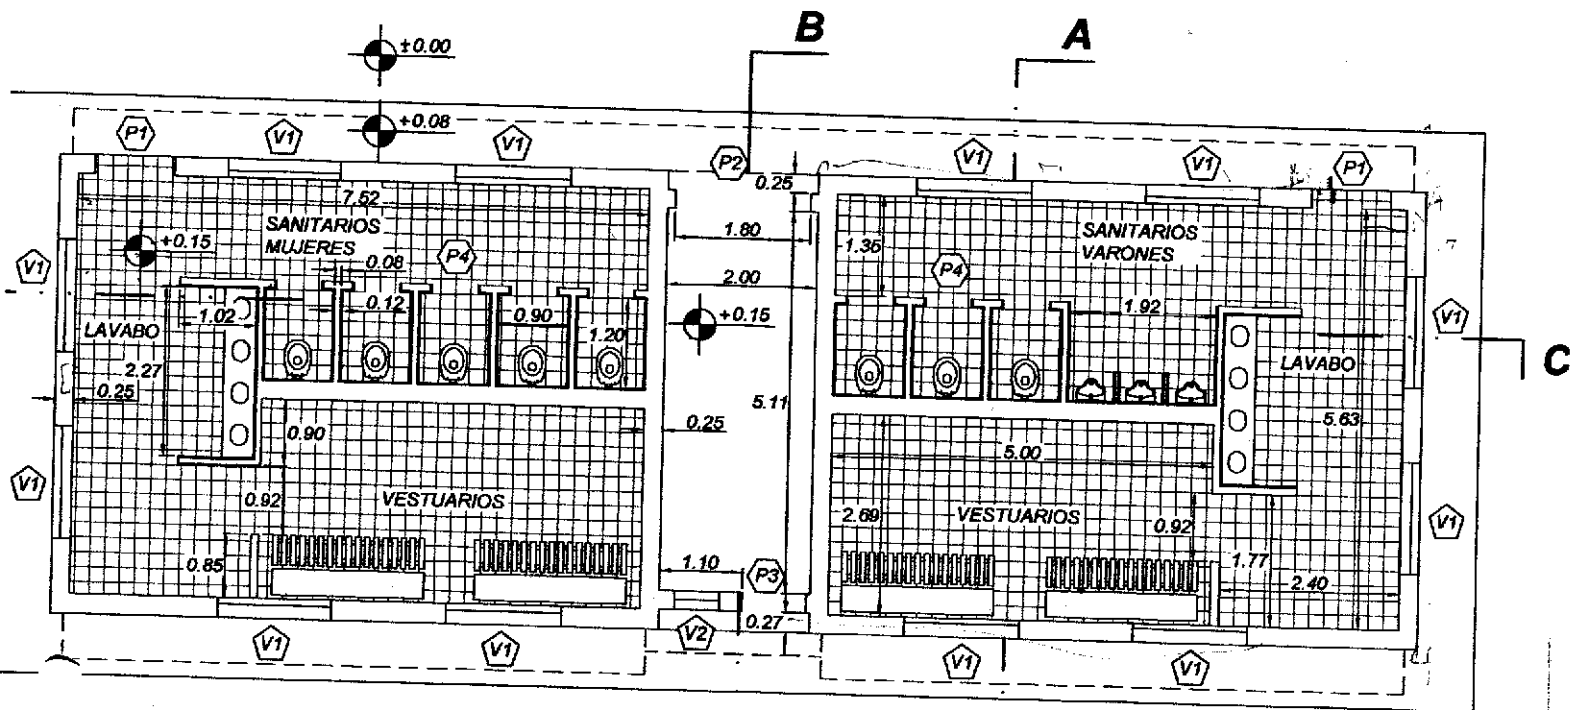 B
A
±0.00
+0.08
P1
V1
V1
P2
V1
V1
P1
0.25
7.52
SANITARIOS
MUJERES
P4
+0.15
0.08
1.80
1.35
SANITARIOS
VARONES
P4
V1
2.00
1.02
0.12
0.90
1.20
+0.15
1.92
V1
LAVABO
LAVABO
C
2.27
0.25
5.11
5.63
0.90
0.25
5.00
V1
0.92
VESTUARIOS
2.69
VESTUARIOS
0.92
V1
0.85
1.10
P3
1.77
2.40
0.27
V1
V1
V2
V1
V1